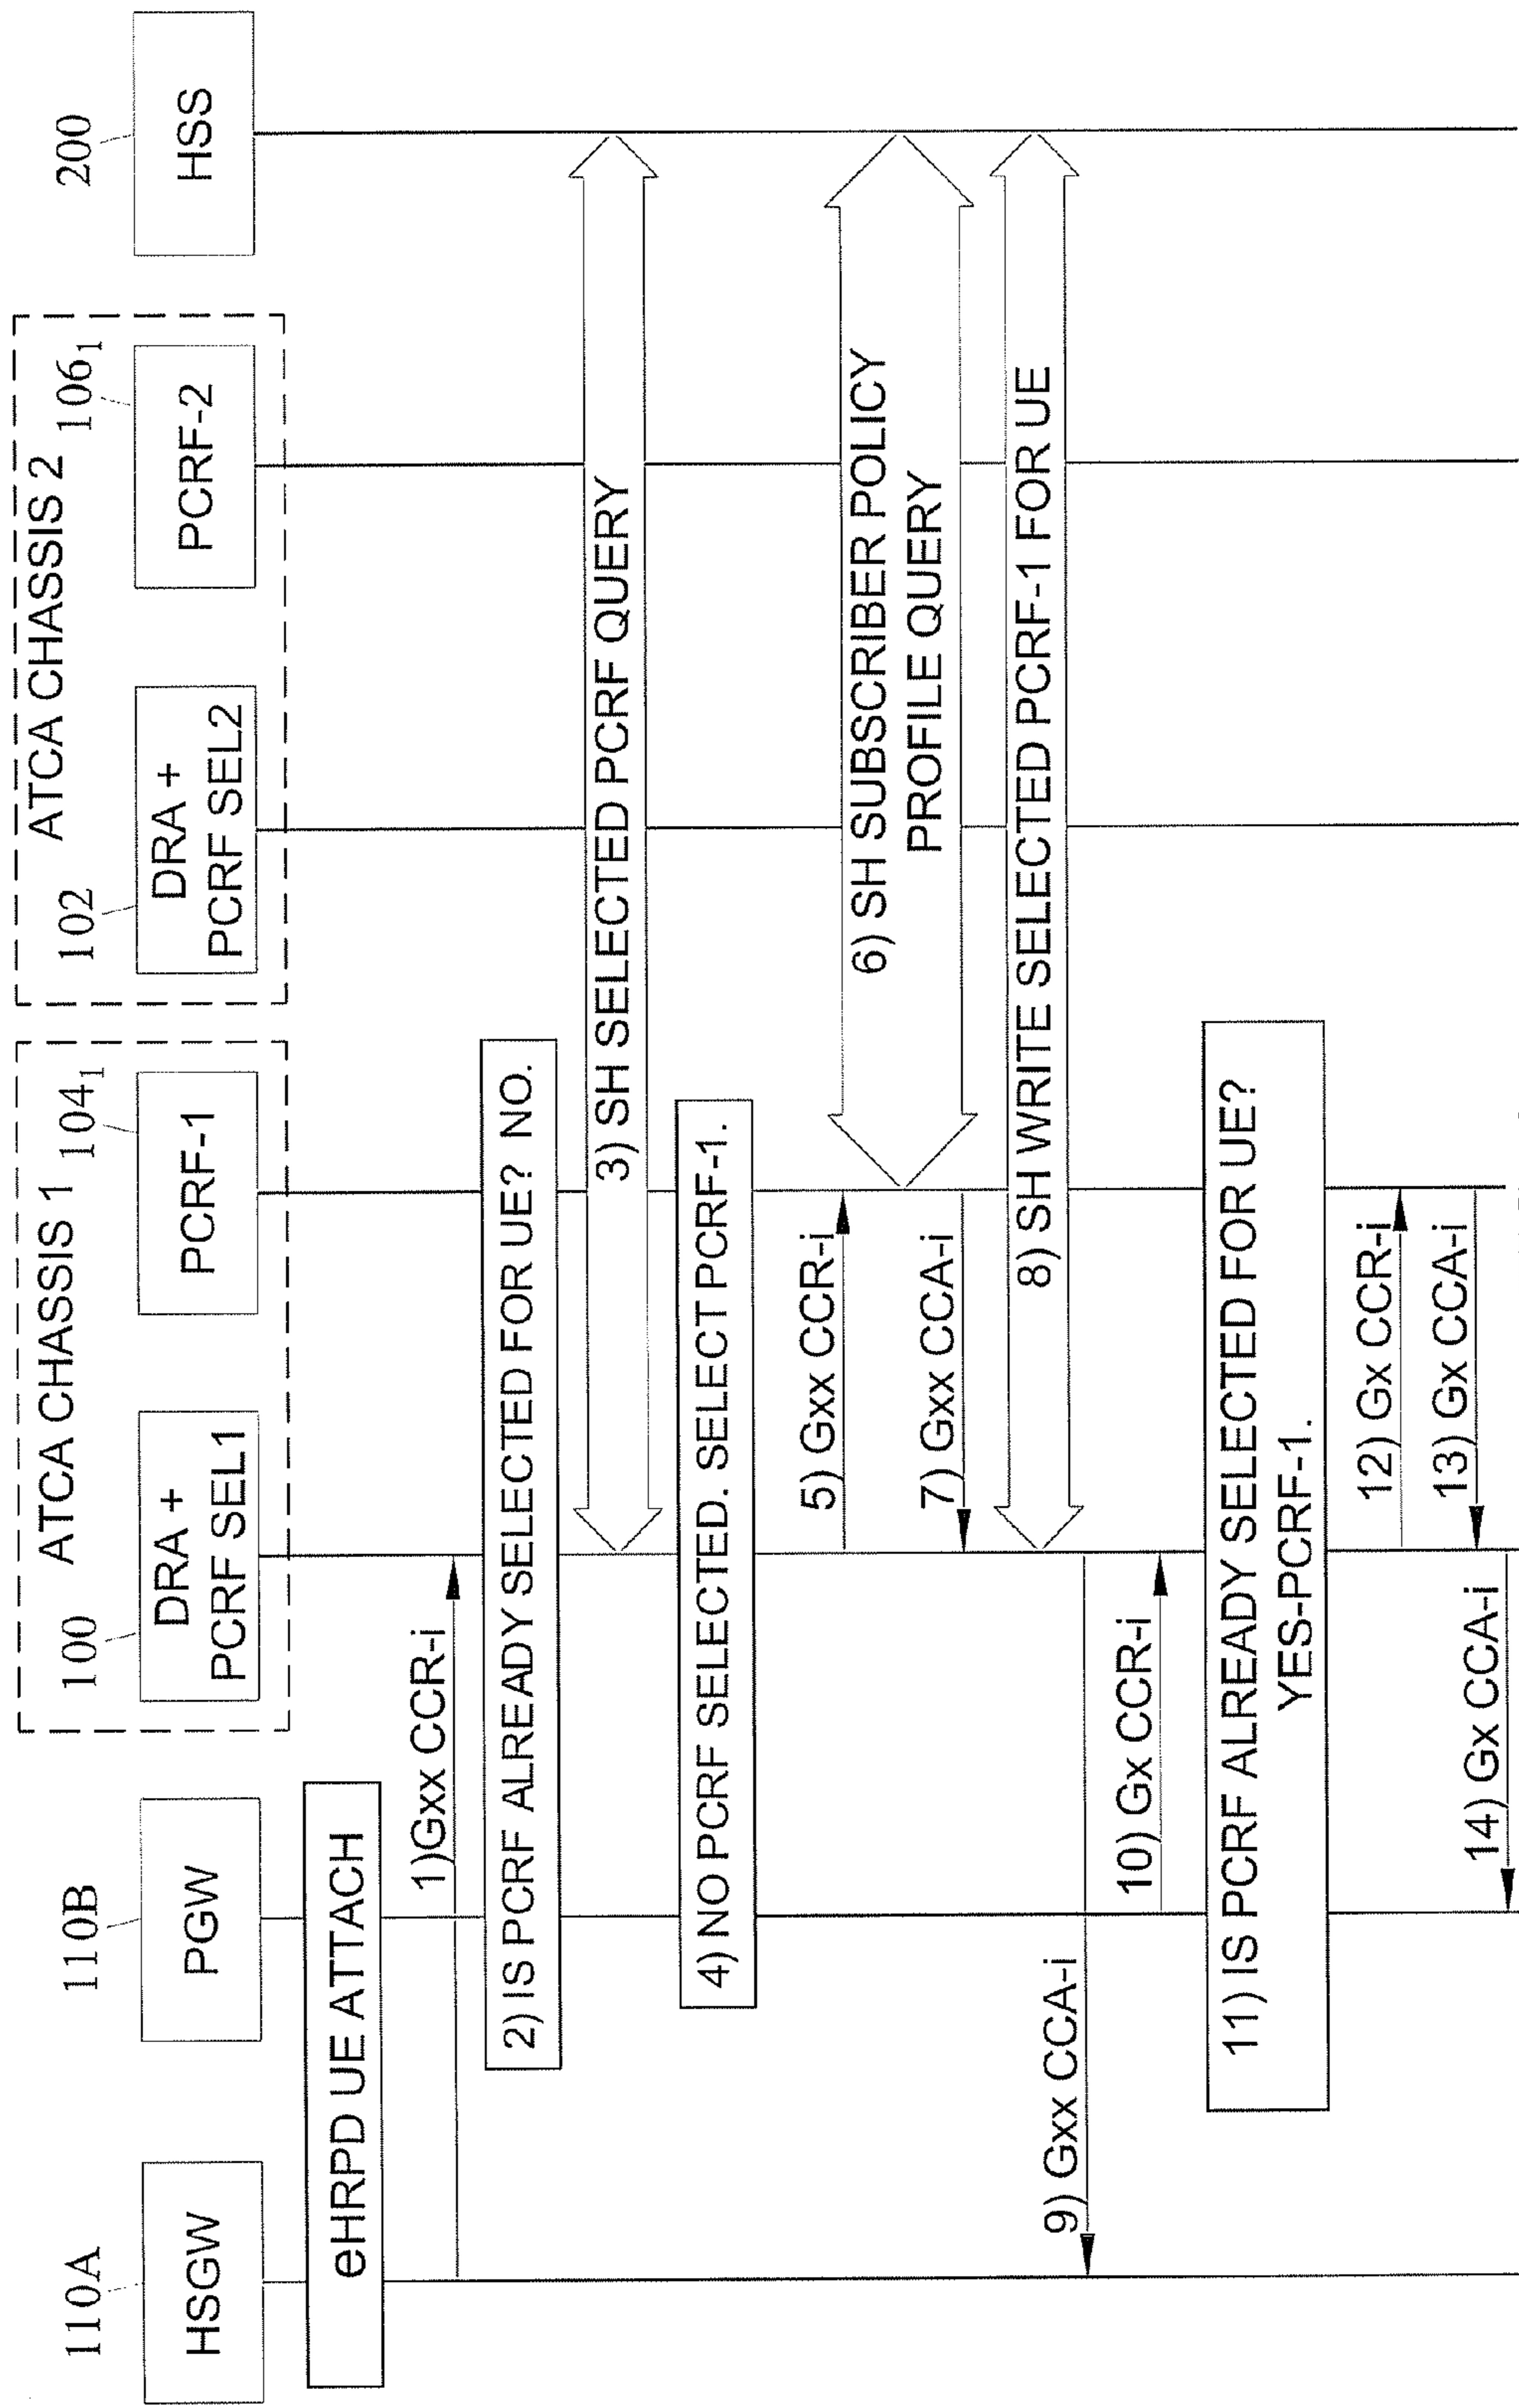 110A
HSGW
110B
PGW
ATCA CHASSIS 1
100
DRA +
PCRF SEL1
104₁
PCRF-1
ATCA CHASSIS 2
102
DRA +
PCRF SEL2
106₁
PCRF-2
200
HSS
eHRPD UE ATTACH
1)Gxx CCR-i
2) IS PCRF ALREADY SELECTED FOR UE? NO.
3) SH SELECTED PCRF QUERY
4) NO PCRF SELECTED. SELECT PCRF-1.
5) Gxx CCR-i
6) SH SUBSCRIBER POLICY
PROFILE QUERY
7) Gxx CCA-i
8) SH WRITE SELECTED PCRF-1 FOR UE
9) Gxx CCA-i
10) Gx CCR-i
11) IS PCRF ALREADY SELECTED FOR UE?
YES-PCRF-1.
12) Gx CCR-i
13) Gx CCA-i
14) Gx CCA-i